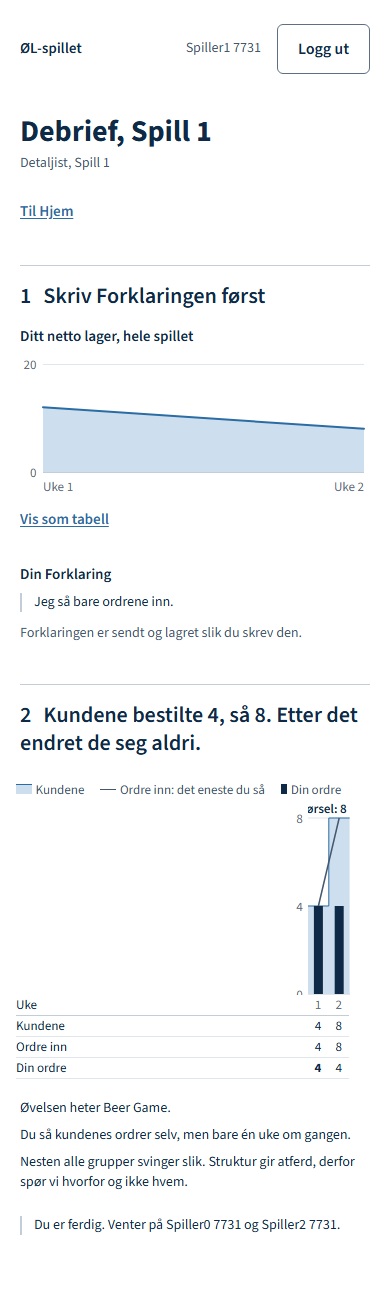 ØL-spillet
Spiller1 7731
Logg ut
Debrief, Spill 1
Detaljist, Spill 1
Til Hjem
1 Skriv Forklaringen først
Ditt netto lager, hele spillet
20
0
Uke 1
Uke 2
Vis som tabell
Din Forklaring
Jeg så bare ordrene inn.
Forklaringen er sendt og lagret slik du skrev den.
2 Kundene bestilte 4, så 8. Etter det
endret de seg aldri.
Kundene
Ordre inn: det eneste du så
Din ordre
ørsel: 8
8
4
0
Uke 1 2
Kundene 4 8
Ordre inn 4 8
Din ordre 4 4
Øvelsen heter Beer Game.
Du så kundenes ordrer selv, men bare én uke om gangen.
Nesten alle grupper svinger slik. Struktur gir atferd, derfor
spør vi hvorfor og ikke hvem.
Du er ferdig. Venter på Spiller0 7731 og Spiller2 7731.